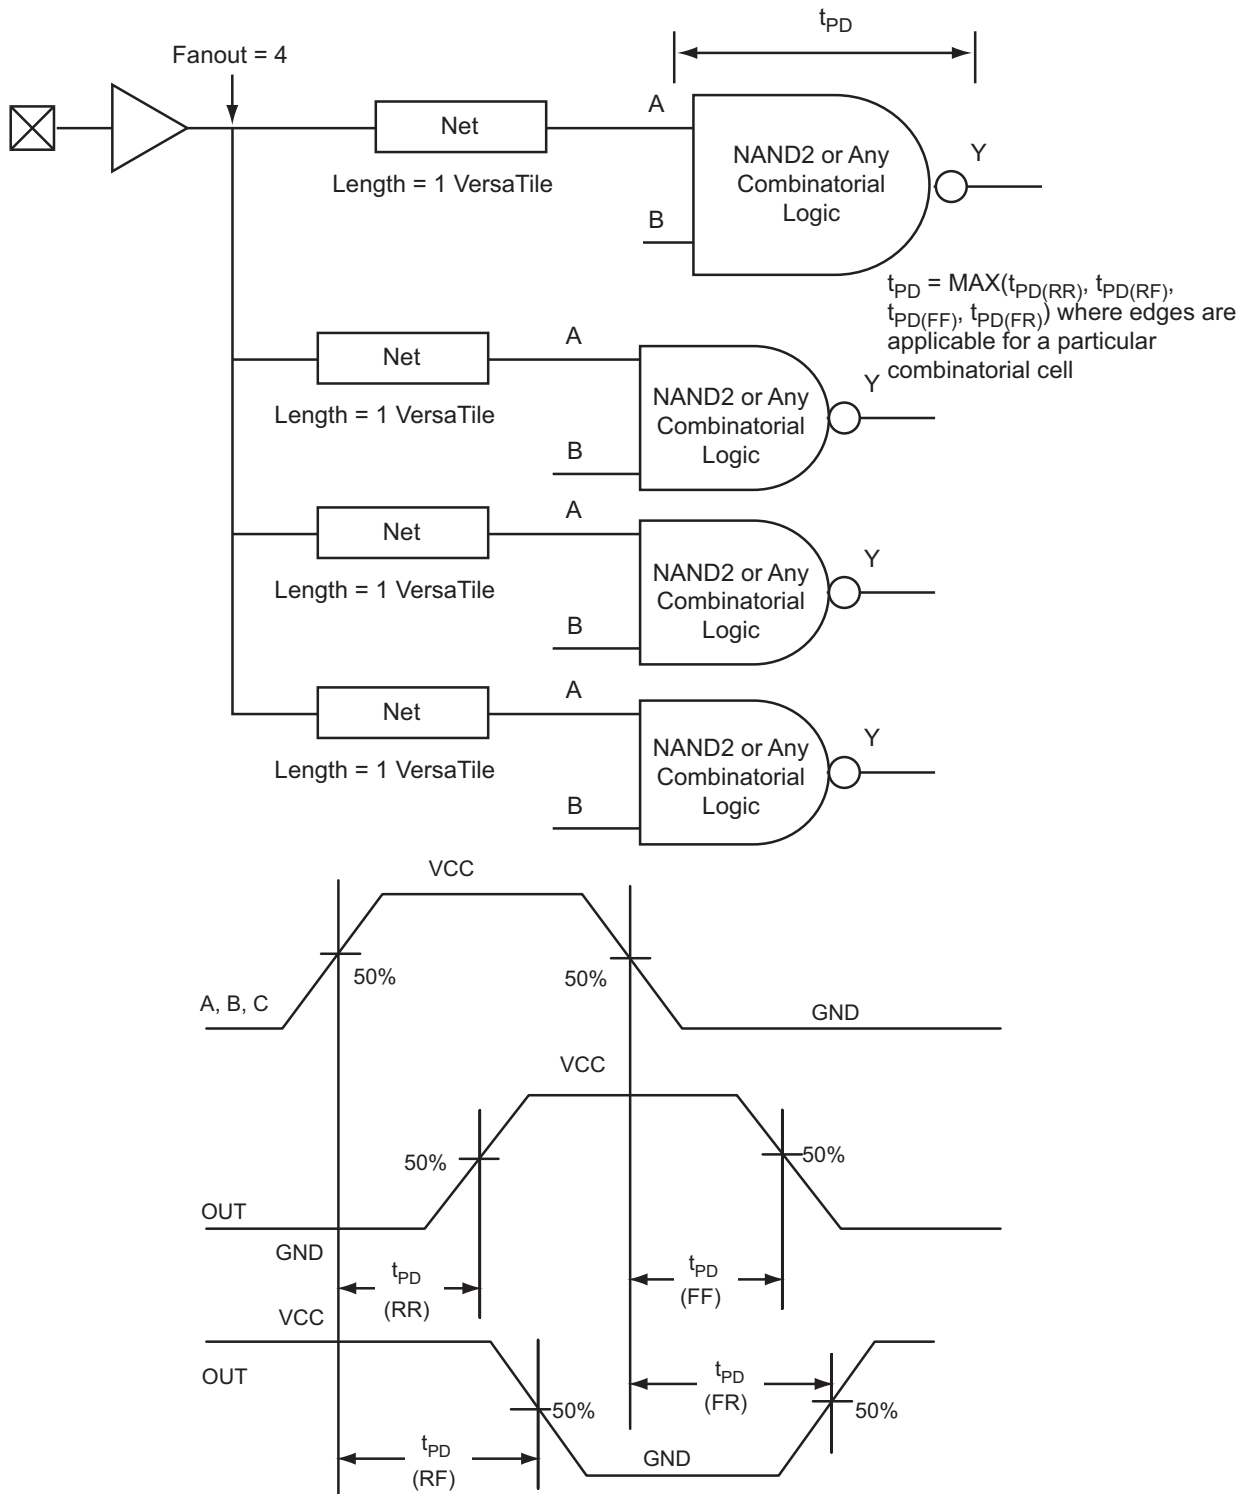 tPD
Fanout = 4
A
Net
Y
NAND2 or Any
Combinatorial
Logic
Length = 1 VersaTile
B
tPD = MAX(tPD(RR), tPD(RF),
tPD(FF), tPD(FR)) where edges are
applicable for a particular
combinatorial cell
A
Net
Y
NAND2 or Any
Combinatorial
Logic
Length = 1 VersaTile
B
A
Net
Y
NAND2 or Any
Combinatorial
Logic
Length = 1 VersaTile
B
A
Net
Y
NAND2 or Any
Combinatorial
Logic
Length = 1 VersaTile
B
VCC
50%
50%
A, B, C
GND
VCC
50%
50%
OUT
GND
tPD
(RR)
tPD
(FF)
VCC
OUT
tPD
(FR)
50%
50%
tPD
(RF)
GND